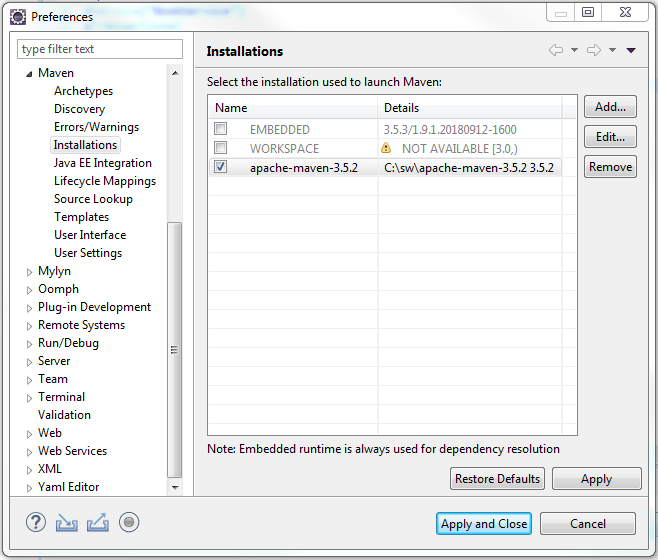 Preferences
type filter text
Maven
Archetypes
Discovery
Errors/Warnings
Installations
Java EE Integration
Lifecycle Mappings
Source Lookup
Templates
User Interface
User Settings
Mylyn
Oomph
Plug-in Development
Remote Systems
Run/Debug
Server
Team
Terminal
Validation
Web
Web Services
XML
Yaml Editor
Installations
Select the installation used to launch Maven:
Name Details
EMBEDDED 3.5.3/1.9.1.20180912-1600
WORKSPACE NOT AVAILABLE [3.0,)
apache-maven-3.5.2 C:\sw\apache-maven-3.5.2 3.5.2
Add...
Edit...
Remove
Note: Embedded runtime is always used for dependency resolution
Restore Defaults Apply
Apply and Close Cancel